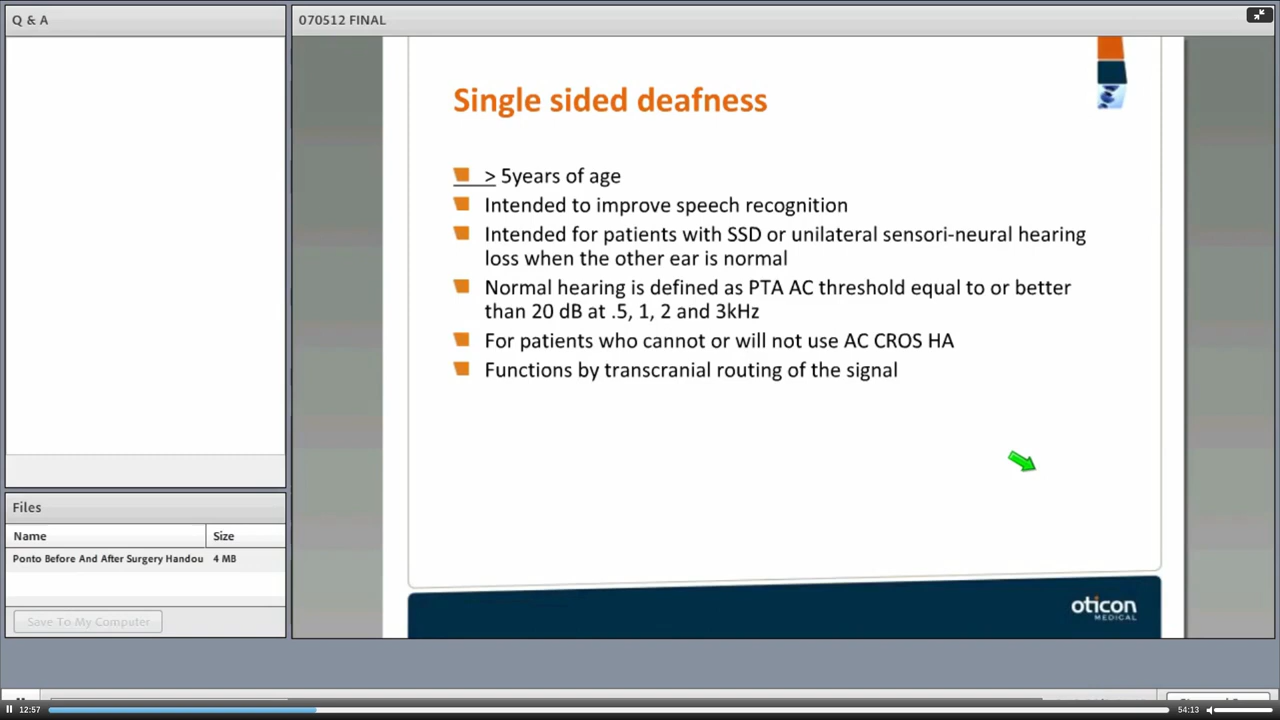 Q & A
070512 FINAL
Single sided deafness
> 5years of age
Intended to improve speech recognition
Intended for patients with SSD or unilateral sensori-neural hearing
loss when the other ear is normal
Normal hearing is defined as PTA AC threshold equal to or better
than 20 dB at .5, 1, 2 and 3kHz
For patients who cannot or will not use AC CROS HA
Functions by transcranial routing of the signal
Files
Name Size
Ponto Before And After Surgery Handou 4 MB
Save To My Computer
oticon
MEDICAL
12:57 54:13